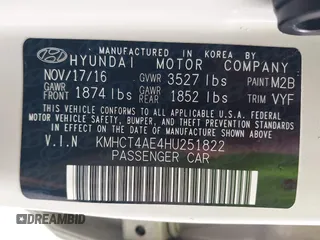 MANUFACTURED IN KOREA BY
HYUNDAI MOTOR COMPANY
NOV/17/16 GVWR 3527 lbs PAINT M2B
GAWR FRONT 1874 lbs GAWR REAR 1852 lbs TRIM VYF
THIS VEHICLE CONFORMS TO ALL APPLICABLE U.S. FEDERAL MOTOR
VEHICLE SAFETY, BUMPER, AND THEFT PREVENTION STANDARDS
IN EFFECT ON THE DATE OF MANUFACTURE SHOWN ABOVE.
V.I.N KMHCT4AE4HU251822
PASSENGER CAR
DREAMBID